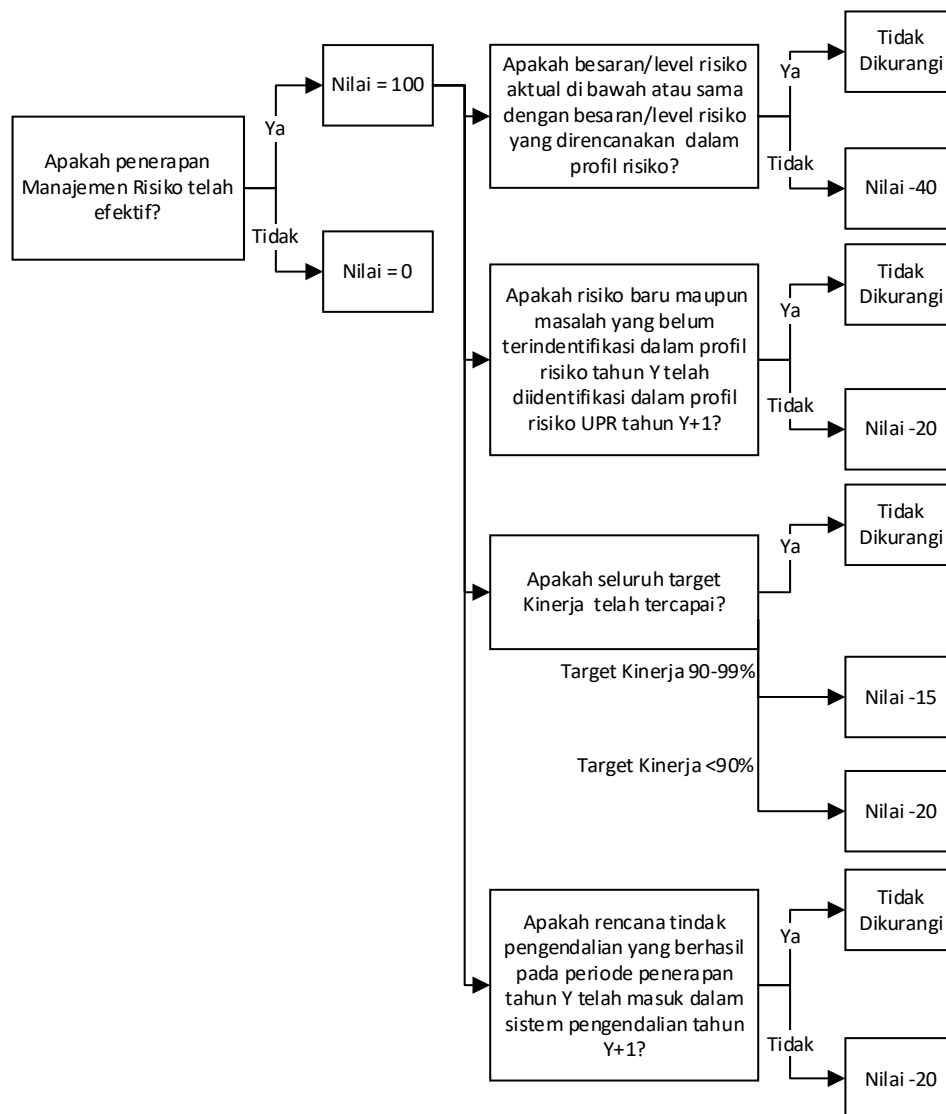 Apakah penerapan
Manajemen Risiko telah
efektif?
Ya
Tidak
Nilai = 100
Nilai = 0
Apakah besaran/level risiko
aktual di bawah atau sama
dengan besaran/level risiko
yang direncanakan dalam
profil risiko?
Ya
Tidak
Tidak
Dikurangi
Nilai -40
Apakah risiko baru maupun
masalah yang belum
terindentifikasi dalam profil
risiko tahun Y telah
diidentifikasi dalam profil
risiko UPR tahun Y+1?
Ya
Tidak
Tidak
Dikurangi
Nilai -20
Apakah seluruh target
Kinerja telah tercapai?
Ya
Tidak
Dikurangi
Target Kinerja 90-99%
Nilai -15
Target Kinerja <90%
Nilai -20
Apakah rencana tindak
pengendalian yang berhasil
pada periode penerapan
tahun Y telah masuk dalam
sistem pengendalian tahun
Y+1?
Ya
Tidak
Tidak
Dikurangi
Nilai -20